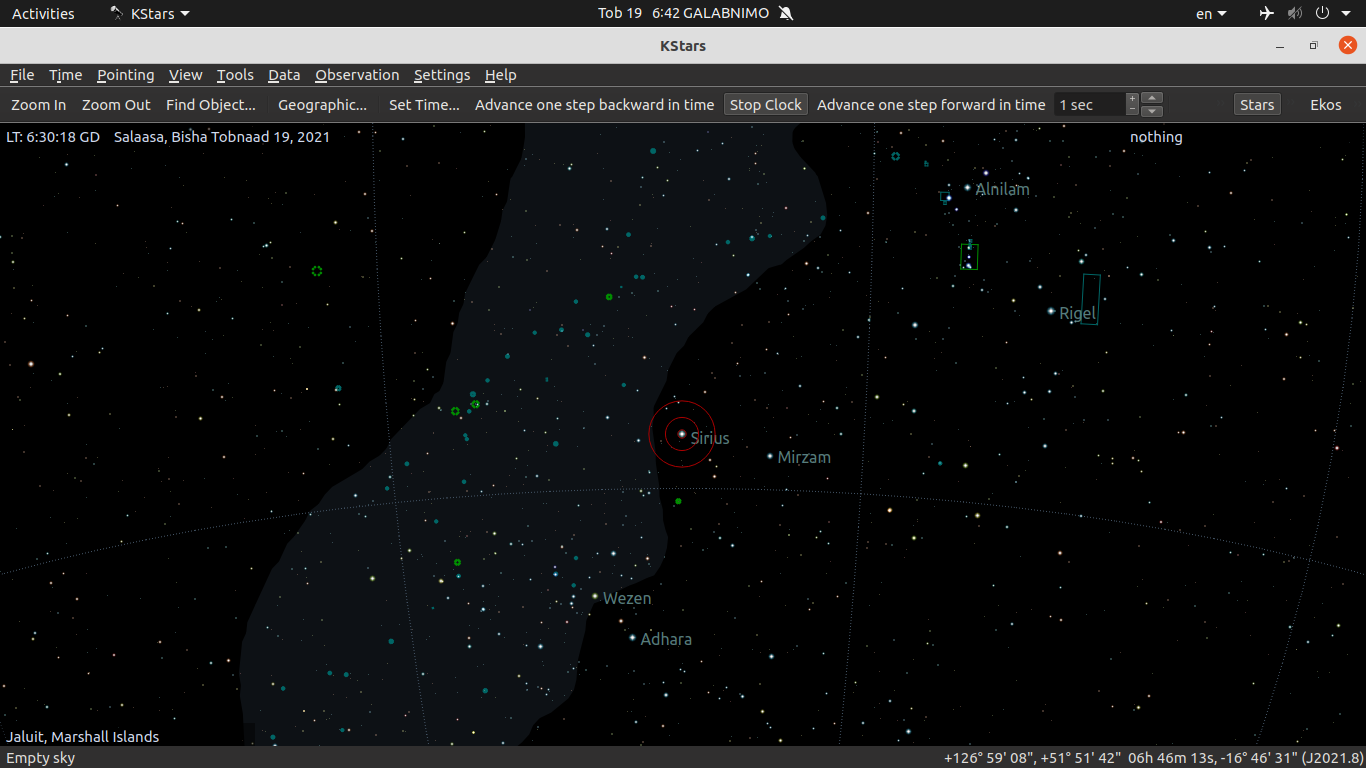 Activities KStars Tob 19 6:42 GALABNIMO en
KStars
File Time Pointing View Tools Data Observation Settings Help
Zoom In Zoom Out Find Object... Geographic... Set Time... Advance one step backward in time Stop Clock Advance one step forward in time 1 sec Stars Ekos
LT: 6:30:18 GD Salaasa, Bisha Tobnaad 19, 2021 nothing
Alnilam
Rigel
Sirius
Mirzam
Wezen
Adhara
Jaluit, Marshall Islands
Empty sky +126° 59' 08", +51° 51' 42" 06h 46m 13s, -16° 46' 31" (J2021.8)